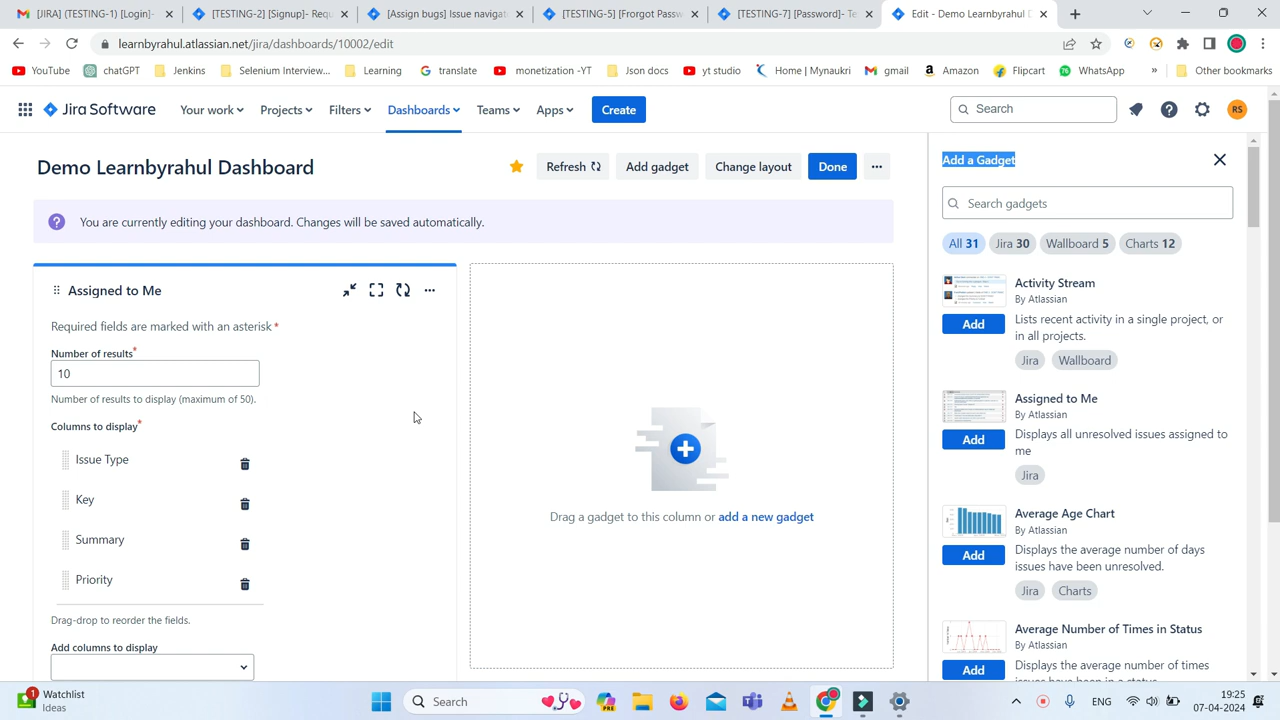 [JIRA] (TESTING-1) [Login]-
[TESTING-2] [Signup]- Requ
[Assign bugs] Issue navigat
[TESTING-5] [Forgot Passwo
[TESTING-7] [Password]- Te
Edit - Demo Learnbyrahul D
learnbyrahul.atlassian.net/jira/dashboards/10002/edit
YouTube chatGPT Jenkins Selenium Interview... Learning translate monetization -YT Json docs yt studio Home | Mynaukri gmail Amazon Flipcart WhatsApp » Other bookmarks
Jira Software Your work Projects Filters Dashboards Teams Apps Create Search RS
Demo Learnbyrahul Dashboard Refresh Add gadget Change layout Done
You are currently editing your dashboard. Changes will be saved automatically.
Assigned to Me
Required fields are marked with an asterisk *
Number of results*
10
Number of results to display (maximum of 50).
Columns to display*
Issue Type
Key
Summary
Priority
Drag-drop to reorder the fields.
Add columns to display
Drag a gadget to this column or add a new gadget
Add a Gadget
Search gadgets
All 31 Jira 30 Wallboard 5 Charts 12
Activity Stream
By Atlassian
Add
Lists recent activity in a single project, or
in all projects.
Jira Wallboard
Assigned to Me
By Atlassian
Add
Displays all unresolved issues assigned to
me
Jira
Average Age Chart
By Atlassian
Add
Displays the average number of days
issues have been unresolved.
Jira Charts
Average Number of Times in Status
By Atlassian
Add
Displays the average number of times
1
Watchlist
Ideas
Search
ENG
19:25
07-04-2024